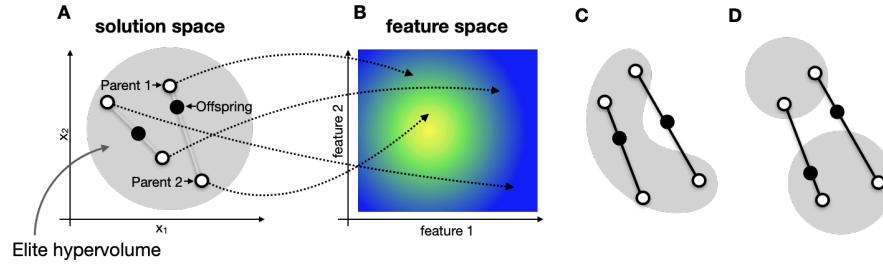 A
solution space
Parent 1
Offspring
Parent 2
x2
x1
Elite hypervolume
B
feature space
feature 2
feature 1
C
D